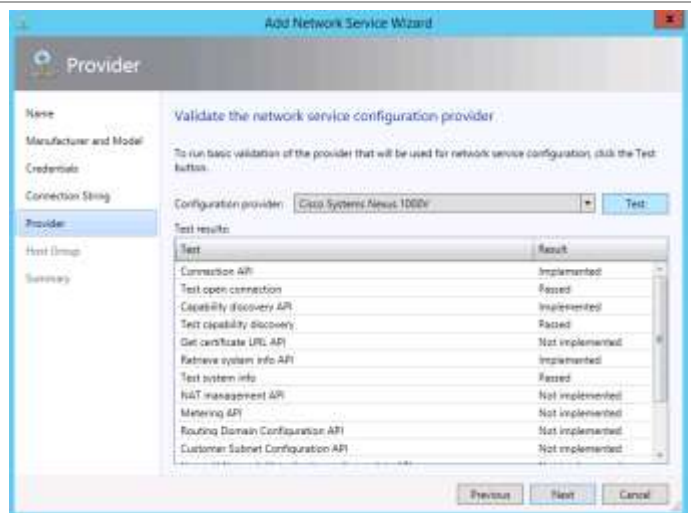 Add Network Service Wizard
Provider
Name
Manufacturer and Model
Credentials
Connection String
Provider
Host Group
Summary
Validate the network service configuration provider
To run basic validation of the provider that will be used for network service configuration, click the Test
button.
Configuration provider: Cisco Systems Nexus 1000V Test
Test results:
Test Result
Connection API Implemented
Test open connection Passed
Capability discovery API Implemented
Test capability discovery Passed
Get certificate URL API Not implemented
Retrieve system info API Implemented
Test system info Passed
NAT management API Not implemented
Metering API Not implemented
Routing Domain Configuration API Not implemented
Customer Subnet Configuration API Not implemented
Previous Next Cancel